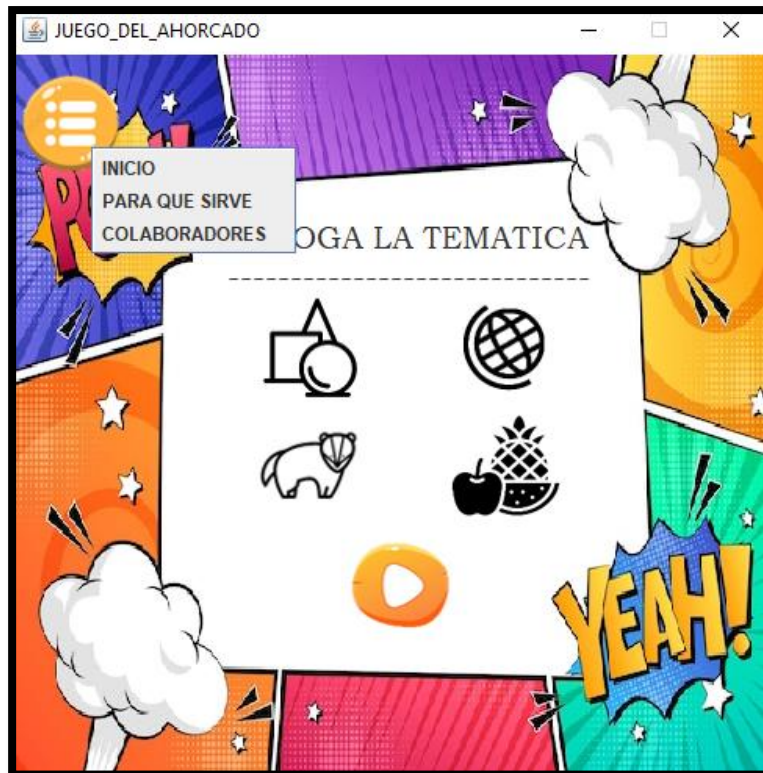 JUEGO_DEL_AHORCADO
INICIO
PARA QUE SIRVE
COLABORADORES
OGA LA TEMATICA
YEAH!